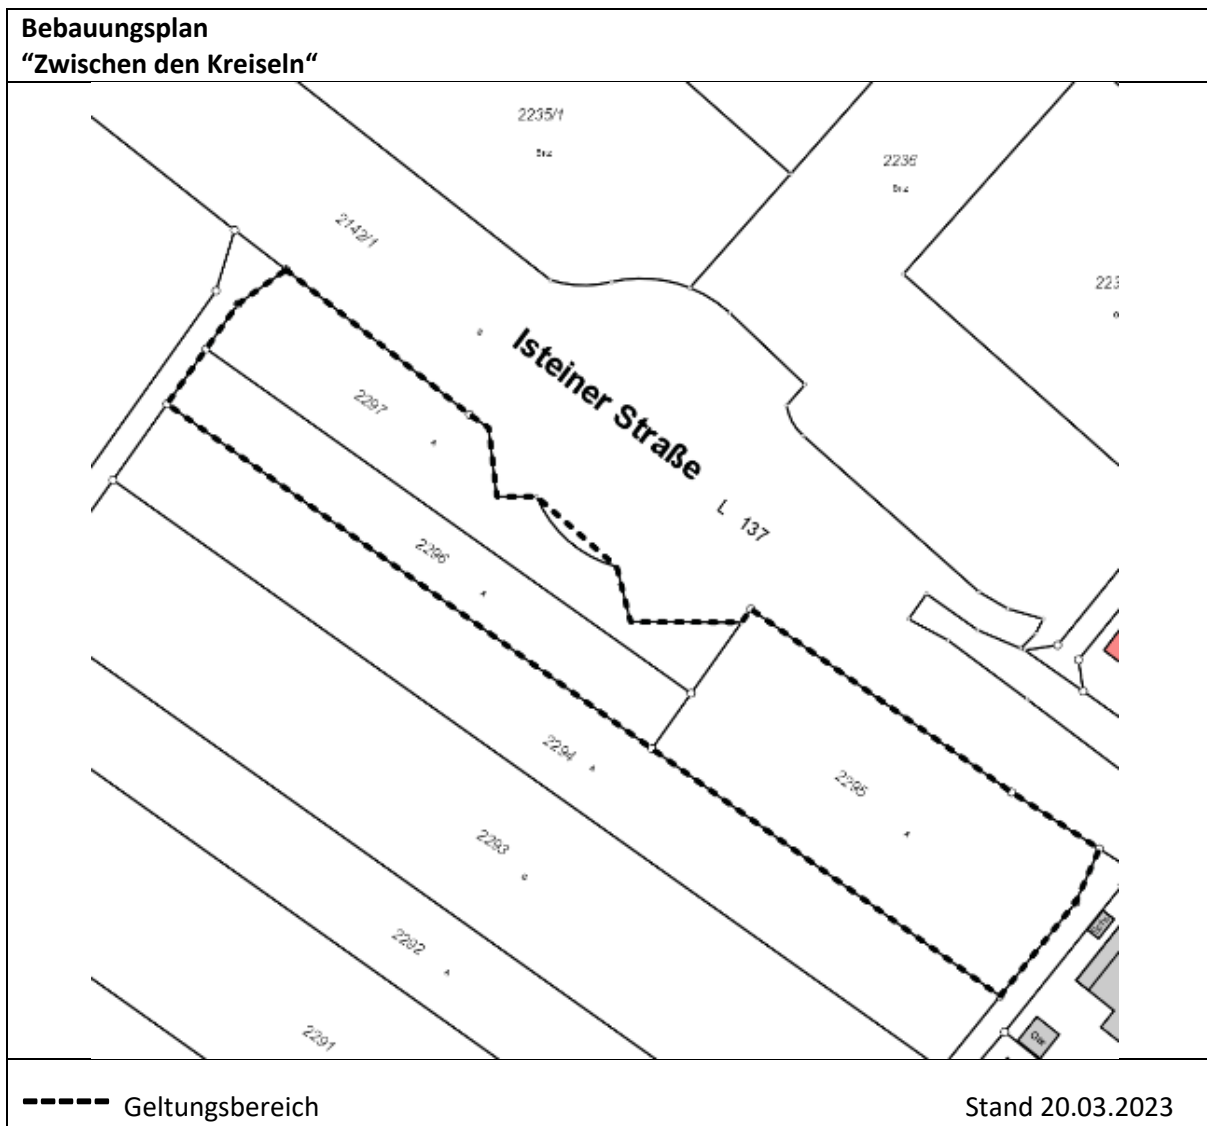 Bebauungsplan
“Zwischen den Kreiseln“
2235/1
2236
2142/1
223
Isteiner Straße
2297
A
L 137
2296
A
2294
A
2295
A
2293
G
2292
A
2291
Geltungsbereich
Stand 20.03.2023